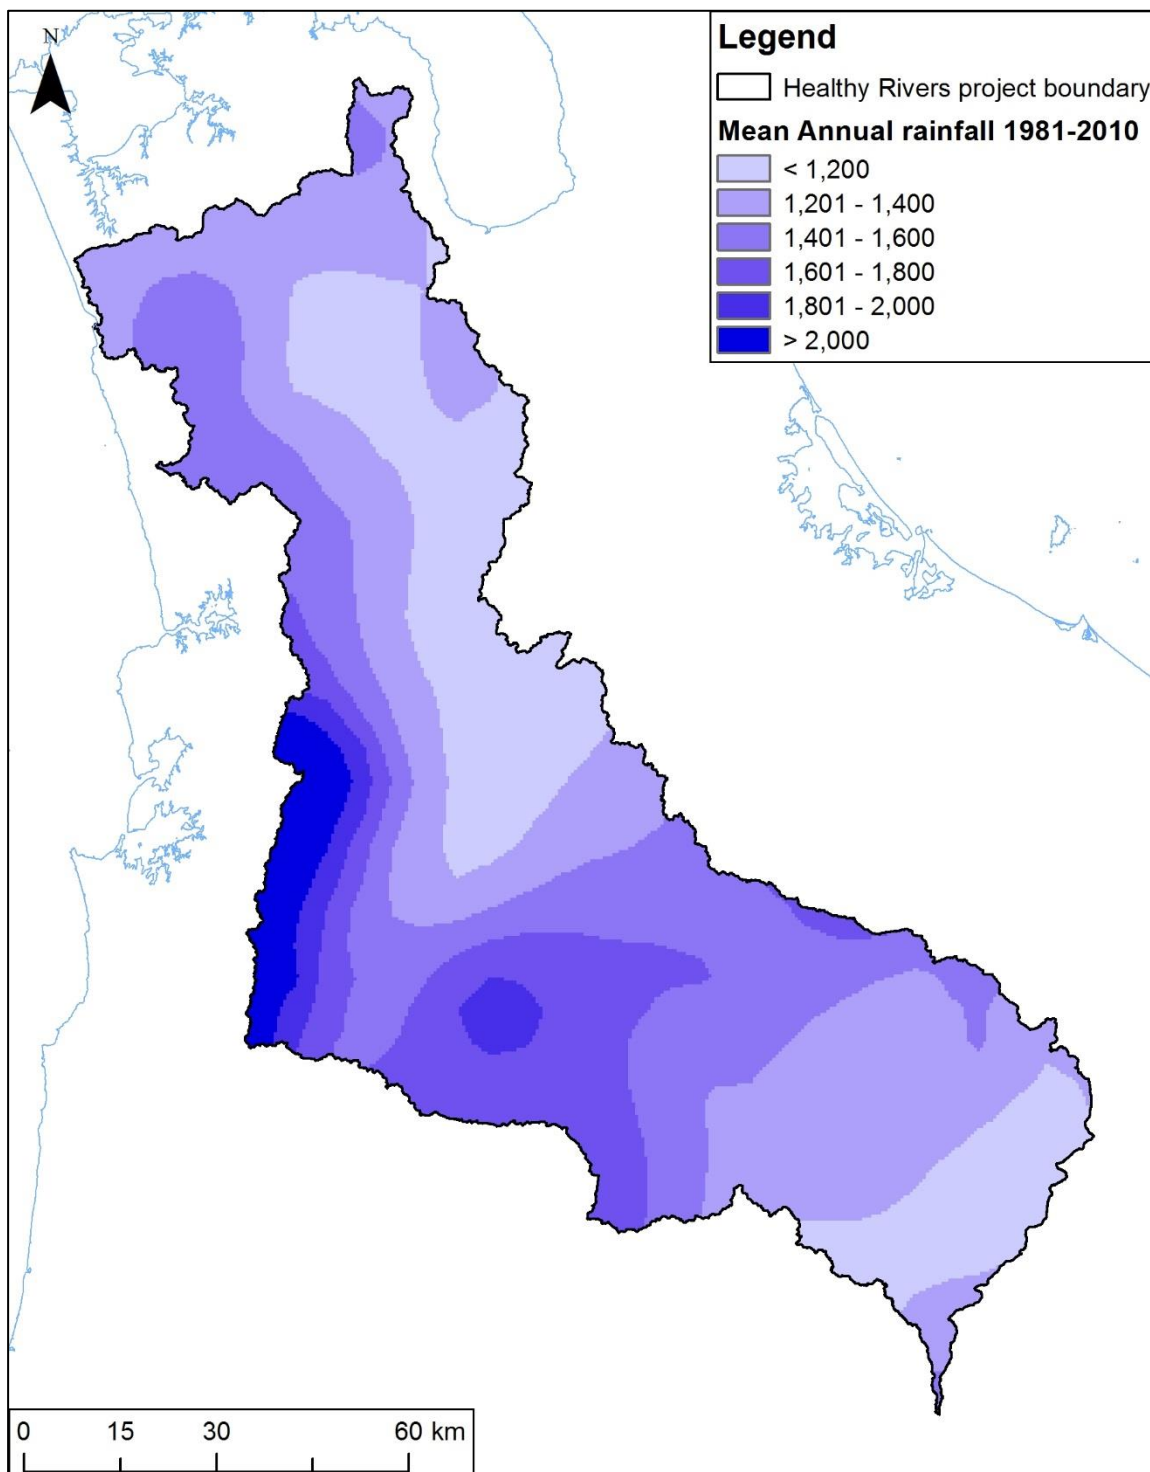 N
Legend
Healthy Rivers project boundary
Mean Annual rainfall 1981-2010
< 1,200
1,201 - 1,400
1,401 - 1,600
1,601 - 1,800
1,801 - 2,000
> 2,000
0 15 30 60 km